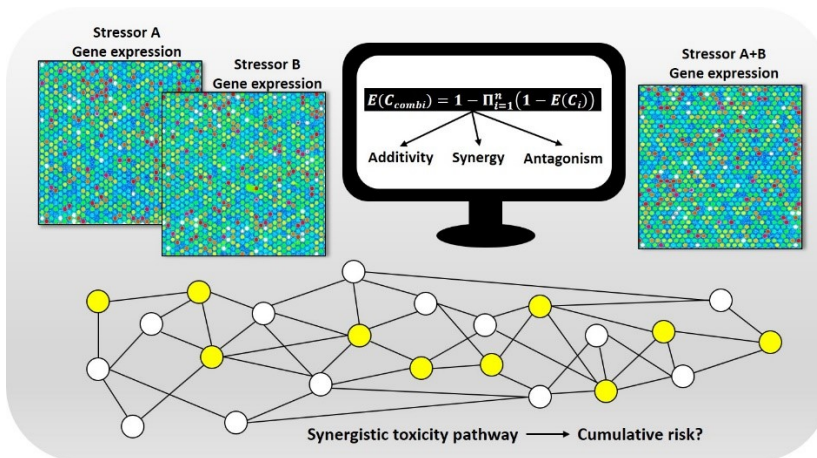 Stressor A
Gene expression
Stressor B
Gene expression
E(C_combi) = 1 − Π_{i=1}^{n}(1 − E(C_i))
Additivity Synergy Antagonism
Stressor A+B
Gene expression
Synergistic toxicity pathway → Cumulative risk?